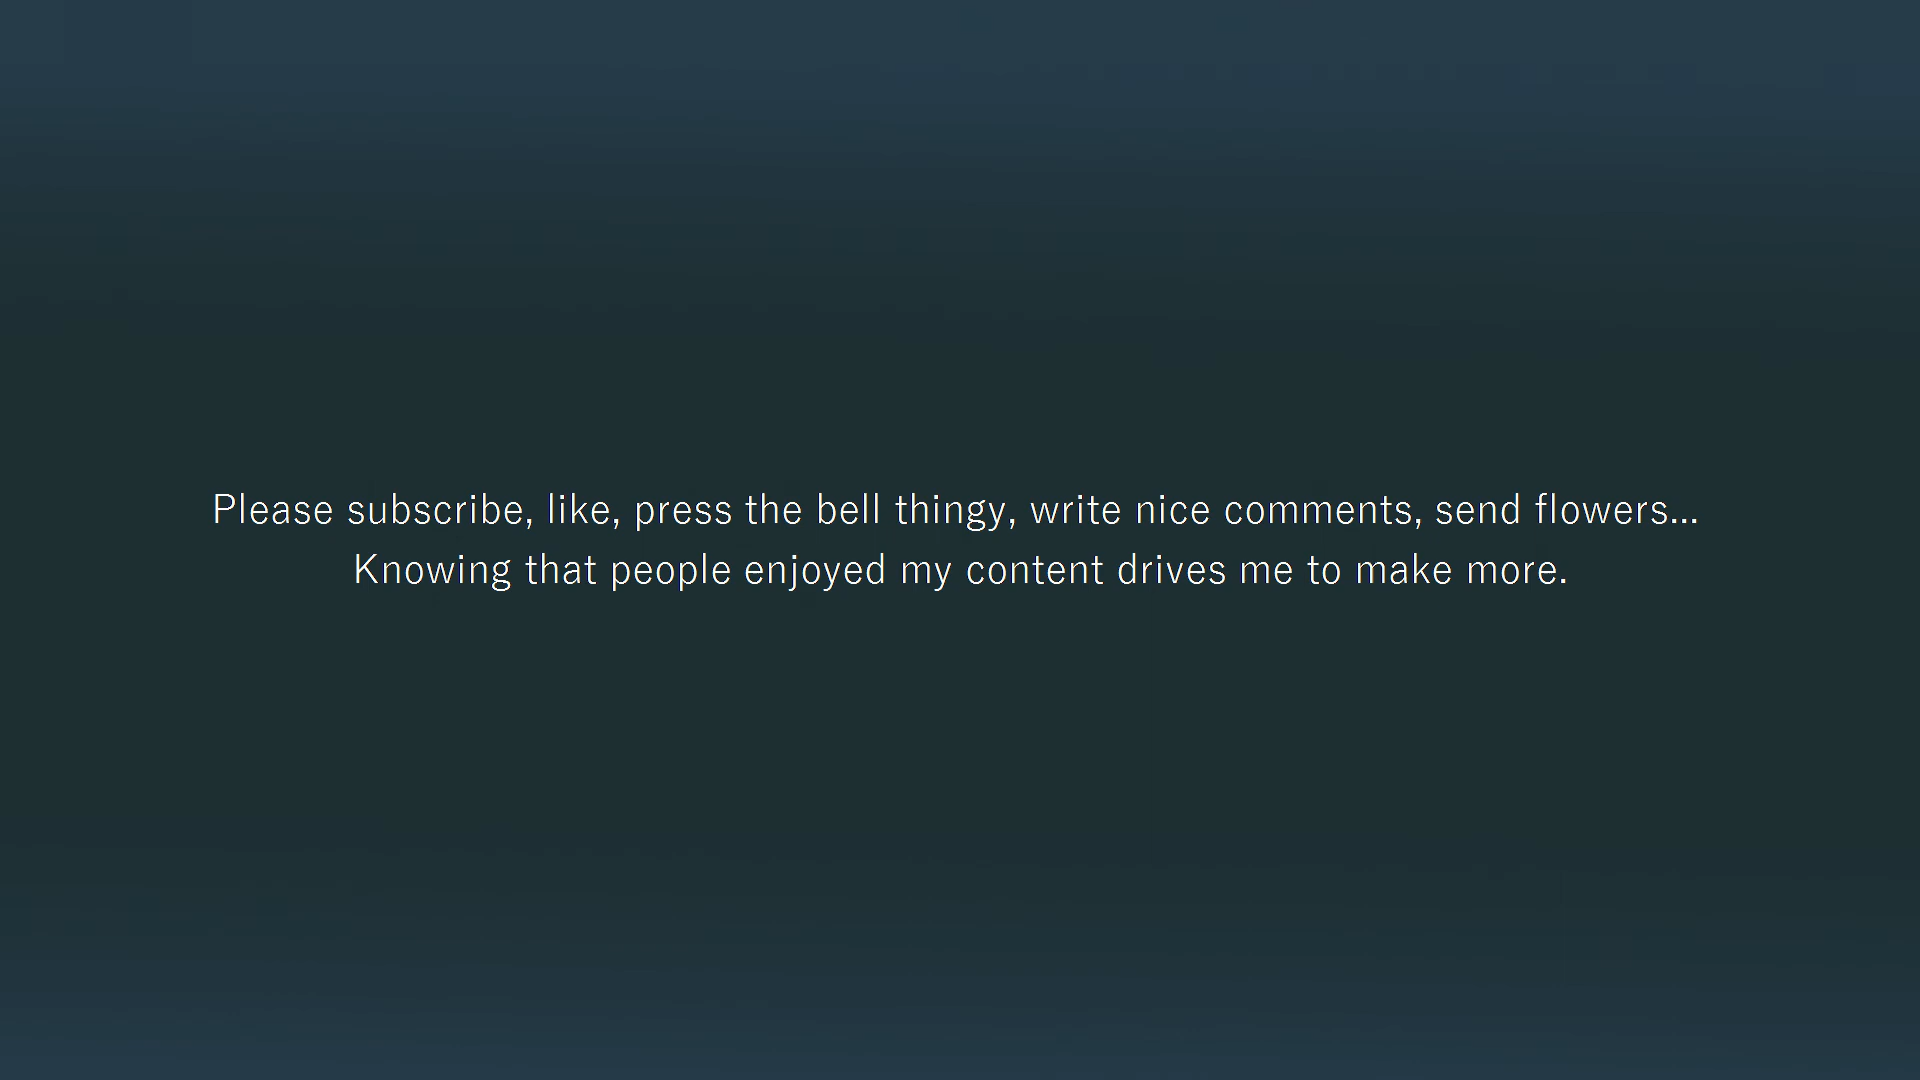 Please subscribe, like, press the bell thingy, write nice comments, send flowers...
Knowing that people enjoyed my content drives me to make more.